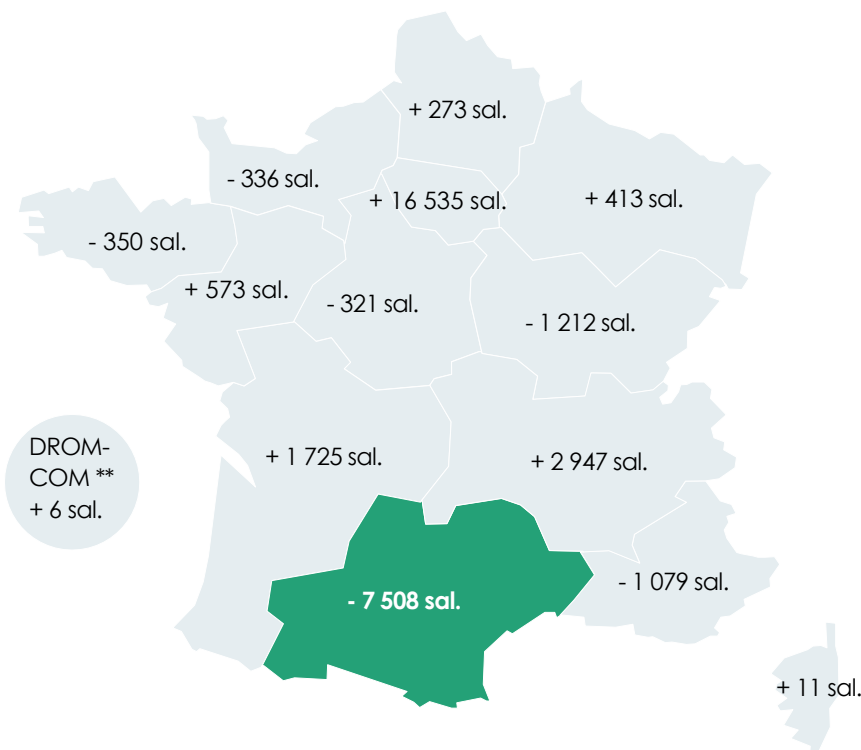 + 273 sal.
- 336 sal.
+ 16 535 sal.
+ 413 sal.
- 350 sal.
+ 573 sal.
- 321 sal.
- 1 212 sal.
DROM-
COM **
+ 6 sal.
+ 1 725 sal.
+ 2 947 sal.
- 7 508 sal.
- 1 079 sal.
+ 11 sal.